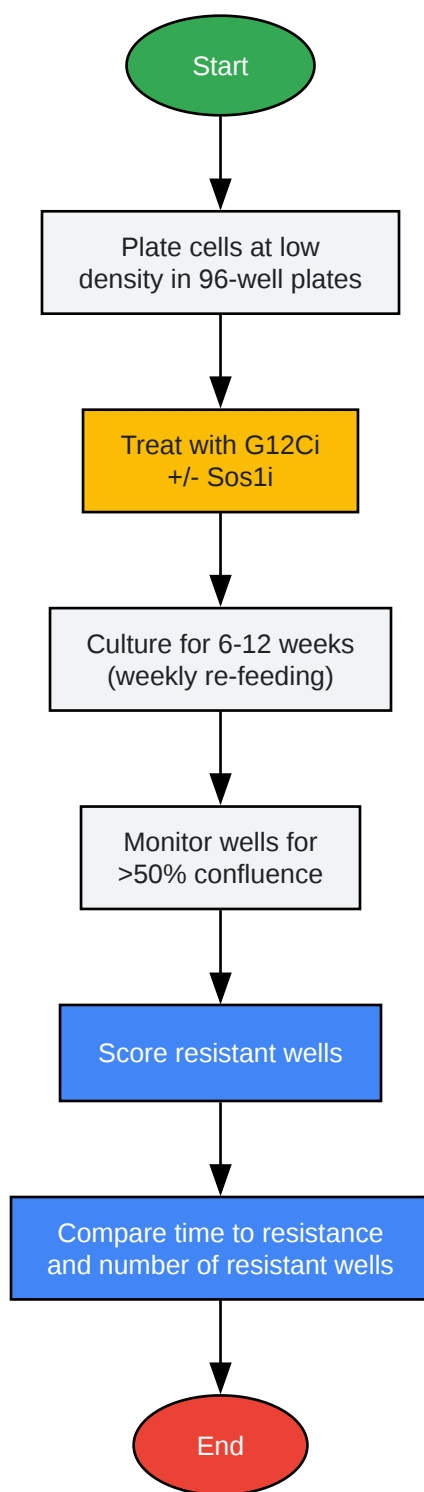 Start
Plate cells at low
density in 96-well plates
Treat with G12Ci
+/- Sos1i
Culture for 6-12 weeks
(weekly re-feeding)
Monitor wells for
>50% confluence
Score resistant wells
Compare time to resistance
and number of resistant wells
End